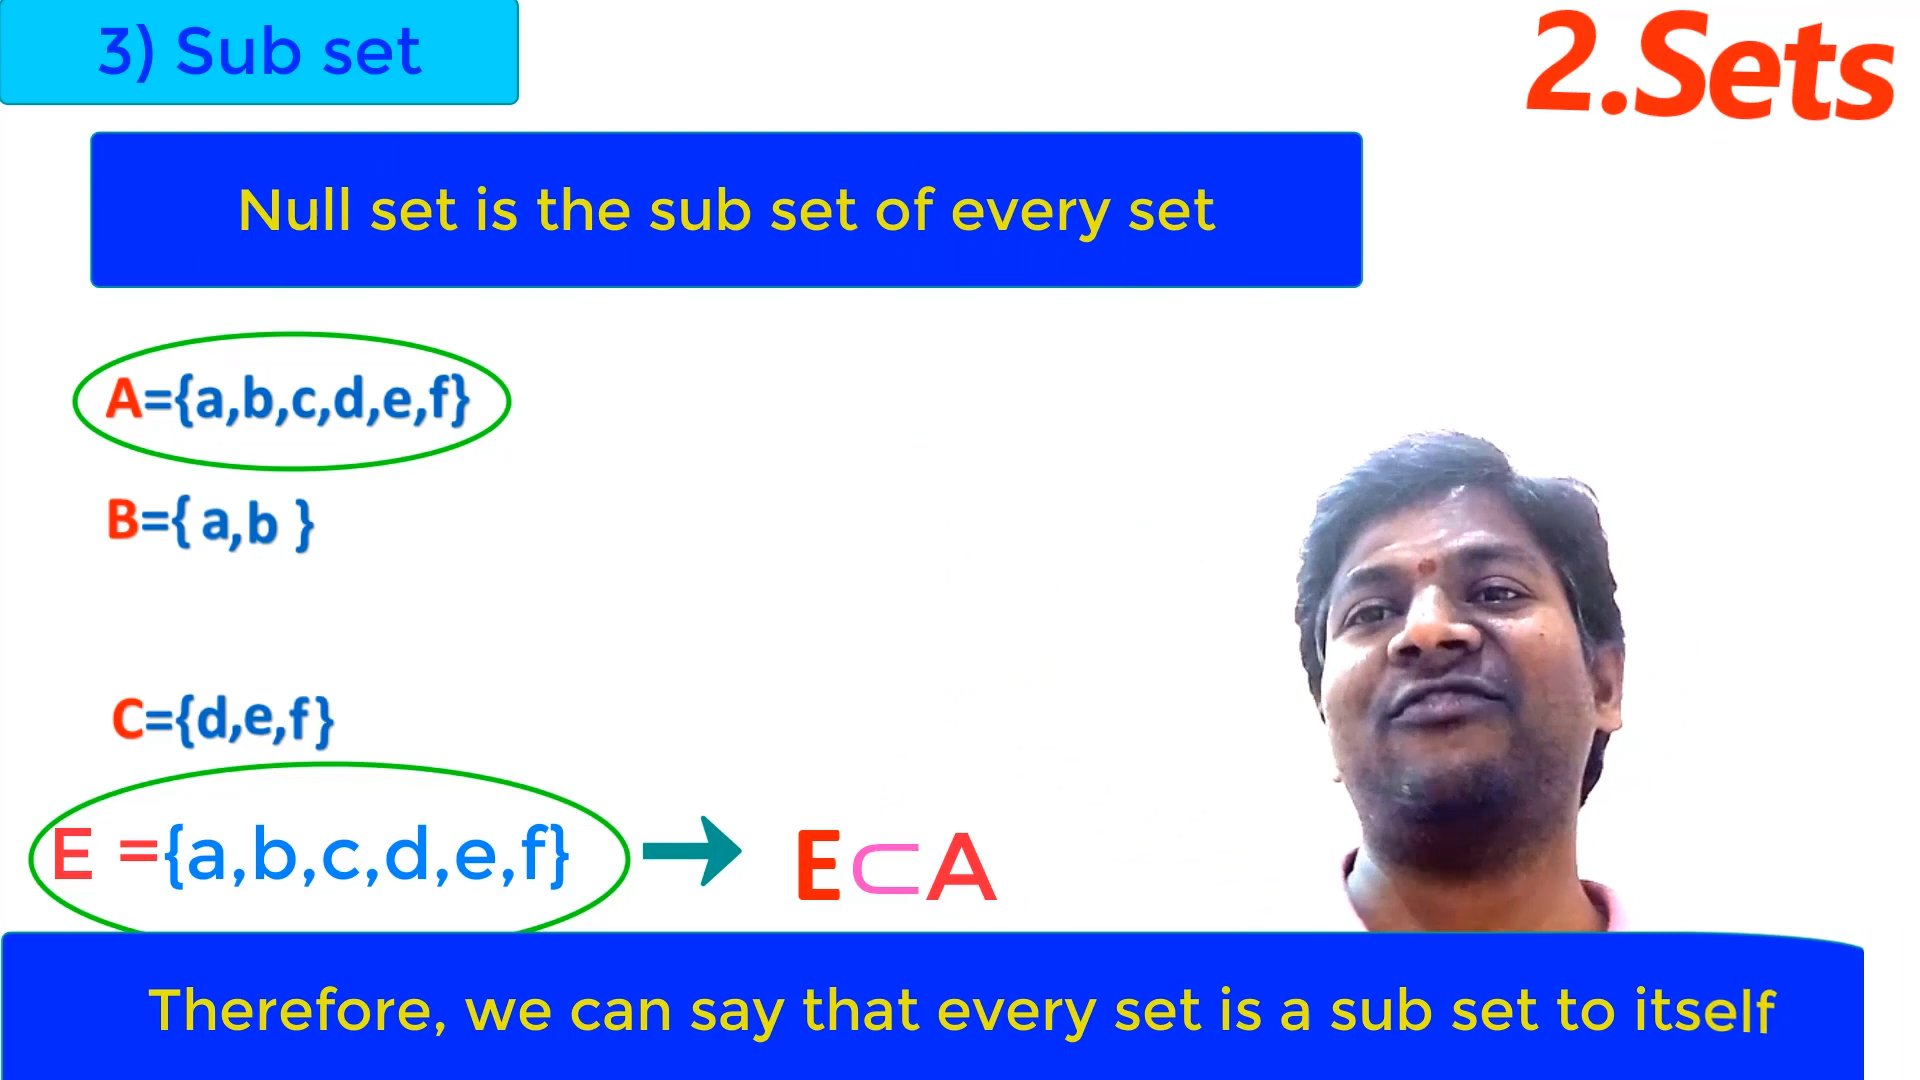 3) Sub set
2.Sets
Null set is the sub set of every set
A={a,b,c,d,e,f}
B={ a,b }
C={d,e,f}
E ={a,b,c,d,e,f}
E⊂A
Therefore, we can say that every set is a sub set to itself